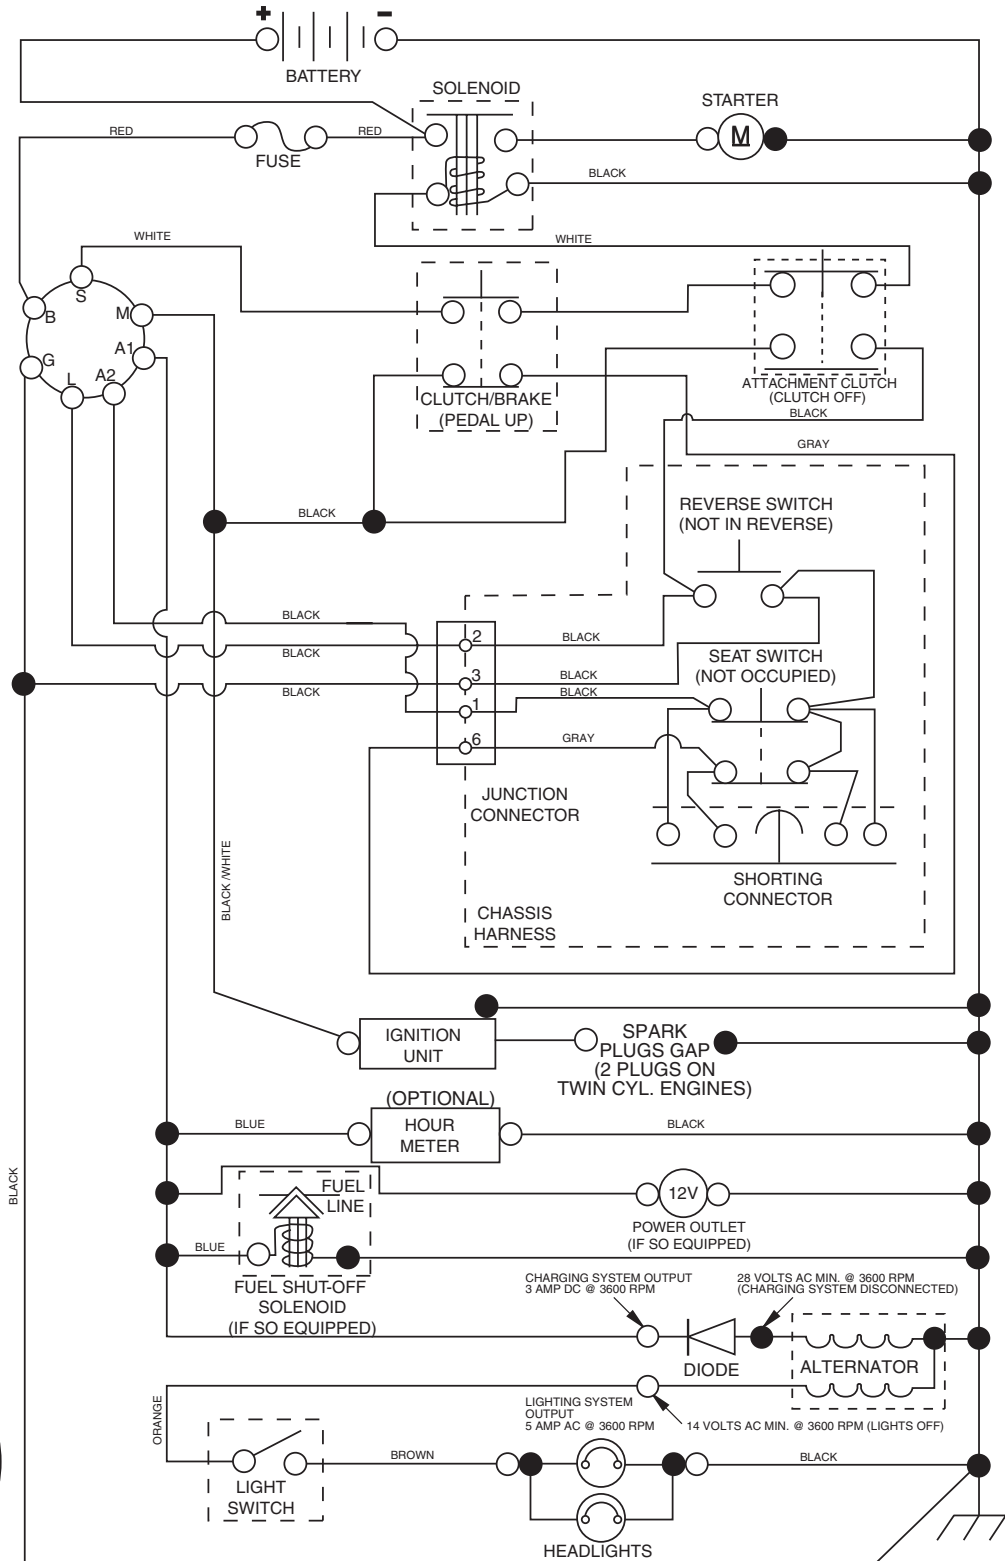 + −
BATTERY
SOLENOID
STARTER
M
RED
FUSE
RED
BLACK
WHITE
WHITE
S
B
M
G
A1
L
A2
CLUTCH/BRAKE
(PEDAL UP)
ATTACHMENT CLUTCH
(CLUTCH OFF)
BLACK
GRAY
BLACK
REVERSE SWITCH
(NOT IN REVERSE)
BLACK
2
BLACK
BLACK
SEAT SWITCH
(NOT OCCUPIED)
3
BLACK
BLACK
BLACK
1
6
GRAY
JUNCTION
CONNECTOR
SHORTING
CONNECTOR
CHASSIS
HARNESS
BLACK /WHITE
IGNITION
UNIT
SPARK
PLUGS GAP
(2 PLUGS ON
TWIN CYL. ENGINES)
(OPTIONAL)
HOUR
METER
BLUE
BLACK
BLACK
FUEL
LINE
12V
POWER OUTLET
(IF SO EQUIPPED)
BLUE
FUEL SHUT-OFF
SOLENOID
(IF SO EQUIPPED)
CHARGING SYSTEM OUTPUT
3 AMP DC @ 3600 RPM
28 VOLTS AC MIN. @ 3600 RPM
(CHARGING SYSTEM DISCONNECTED)
DIODE
ALTERNATOR
ORANGE
LIGHTING SYSTEM
OUTPUT
5 AMP AC @ 3600 RPM
14 VOLTS AC MIN. @ 3600 RPM (LIGHTS OFF)
LIGHT
SWITCH
BROWN
BLACK
HEADLIGHTS